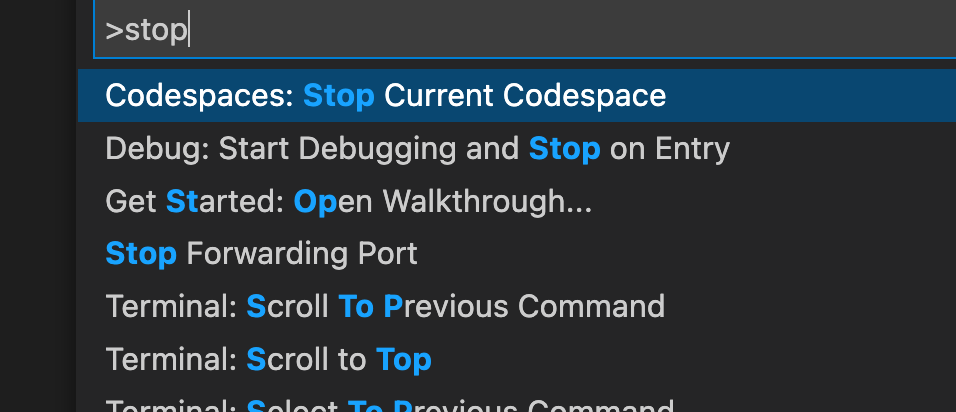 >stop
Codespaces: Stop Current Codespace
Debug: Start Debugging and Stop on Entry
Get Started: Open Walkthrough...
Stop Forwarding Port
Terminal: Scroll To Previous Command
Terminal: Scroll to Top
Terminal: Select To Previous Command